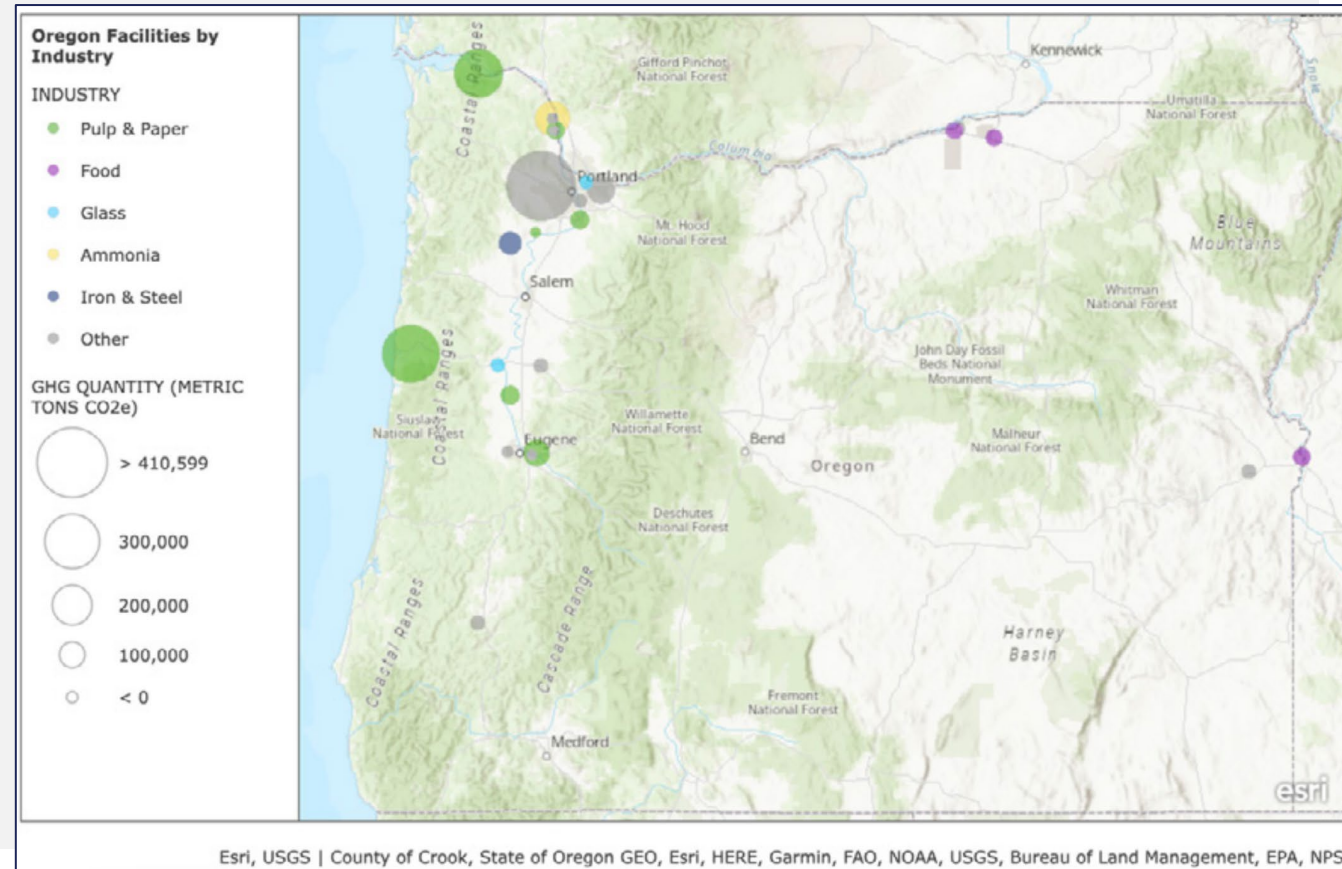 Oregon Facilities by
Industry
INDUSTRY
Pulp & Paper
Food
Glass
Ammonia
Iron & Steel
Other
GHG QUANTITY (METRIC
TONS CO2e)
> 410,599
300,000
200,000
100,000
< 0
Kennewick
Gifford Pinchot
National Forest
Snake
Coastal Ranges
Umatilla
National Forest
Columbia
Portland
Mt. Hood
National Forest
Blue
Mountains
Salem
Whitman
National Forest
John Day Fossil
Beds National
Monument
Coastal Ranges
Siuslaw
National Forest
Willamette
National Forest
Eugene
Bend
Malheur
National Forest
Oregon
Deschutes
National Forest
Coastal Ranges
Cascade Range
Harney
Basin
Fremont
National Forest
Medford
esri
Esri, USGS | County of Crook, State of Oregon GEO, Esri, HERE, Garmin, FAO, NOAA, USGS, Bureau of Land Management, EPA, NPS